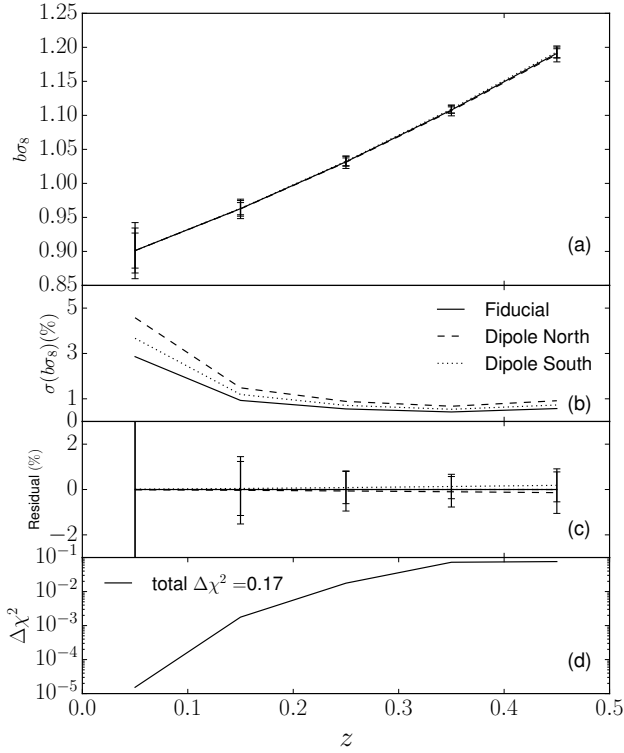 1.25
1.20
1.15
1.10
1.05
1.00
0.95
0.90
0.85
bσ₈
(a)
5
3
1
0
σ(bσ₈)(%)
Fiducial
Dipole North
Dipole South
(b)
2
0
−2
Residual (%)
(c)
10⁻¹
10⁻²
10⁻³
10⁻⁴
10⁻⁵
Δχ²
total Δχ² =0.17
(d)
0.0 0.1 0.2 0.3 0.4 0.5
z